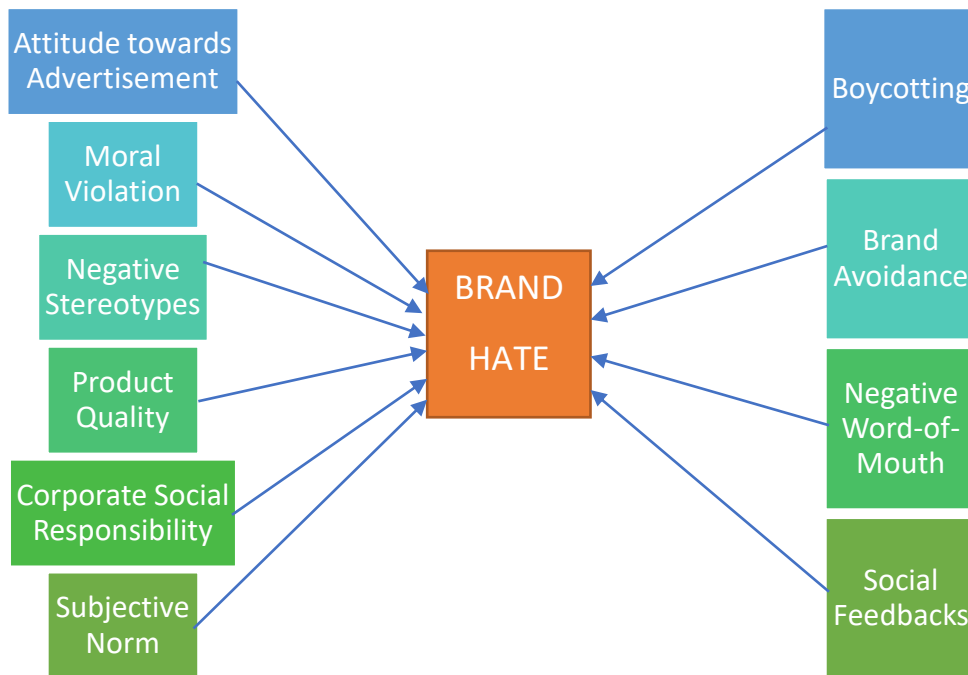 Attitude towards
Advertisement
Moral
Violation
Negative
Stereotypes
Product
Quality
Corporate Social
Responsibility
Subjective
Norm
BRAND
HATE
Boycotting
Brand
Avoidance
Negative
Word-of-
Mouth
Social
Feedbacks